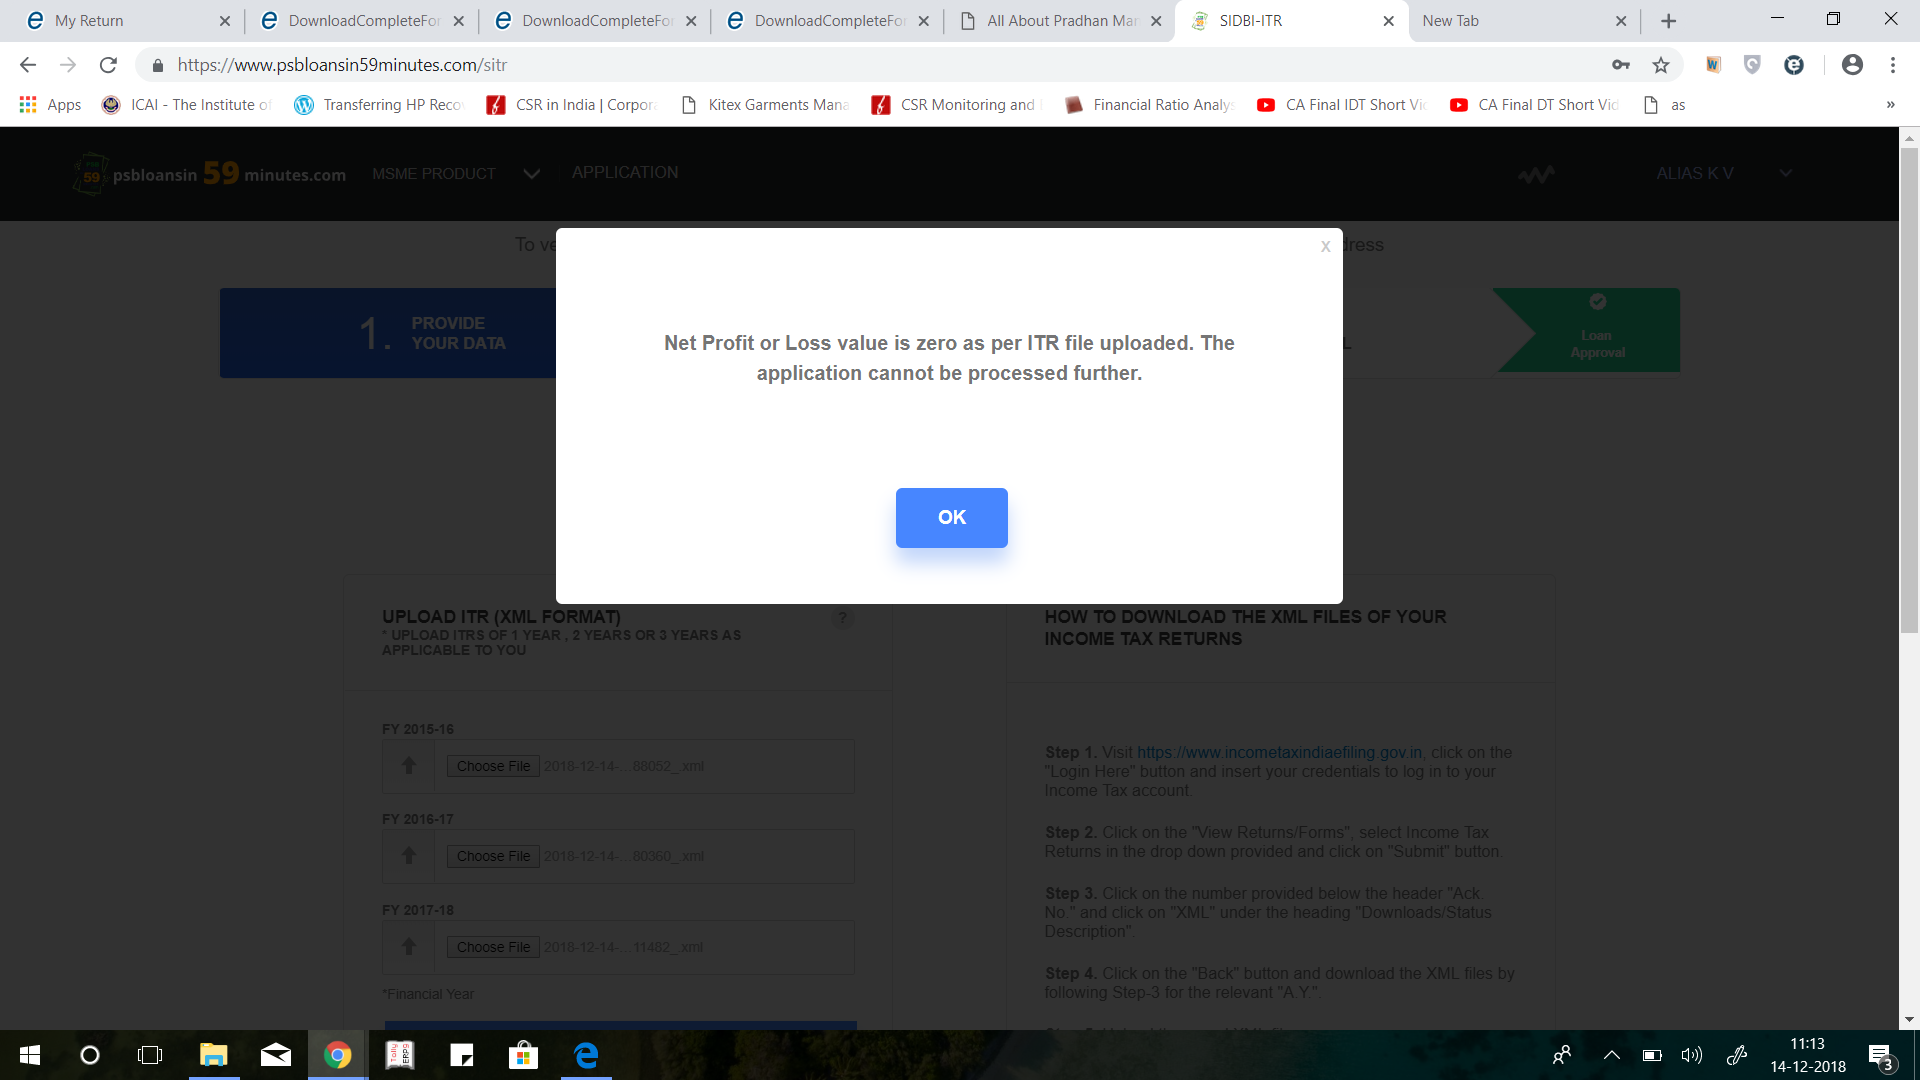 My Return
DownloadCompleteFor
DownloadCompleteFo
DownloadCompleteFo
All About Pradhan Man
SIDBI-ITR
New Tab
https://www.psbloansin59minutes.com/sitr
Apps
ICAI - The Institute of
Transferring HP Reco
CSR in India | Corpor
Kitex Garments Mana
CSR Monitoring and
Financial Ratio Analys
CA Final IDT Short Vi
CA Final DT Short Vid
as
»
59 psbloansin 59 minutes.com
MSME PRODUCT
APPLICATION
ALIAS K V
To ve
dress
x
1. PROVIDE
YOUR DATA
Net Profit or Loss value is zero as per ITR file uploaded. The
application cannot be processed further.
L
Loan
Approval
OK
UPLOAD ITR (XML FORMAT)
?
* UPLOAD ITRS OF 1 YEAR , 2 YEARS OR 3 YEARS AS
APPLICABLE TO YOU
FY 2015-16
Choose File 2018-12-14-...88052_.xml
FY 2016-17
Choose File 2018-12-14-...80360_.xml
FY 2017-18
Choose File 2018-12-14-...11482_.xml
*Financial Year
HOW TO DOWNLOAD THE XML FILES OF YOUR
INCOME TAX RETURNS
Step 1. Visit https://www.incometaxindiaefiling.gov.in, click on the
"Login Here" button and insert your credentials to log in to your
Income Tax account.
Step 2. Click on the "View Returns/Forms", select Income Tax
Returns in the drop down provided and click on "Submit" button.
Step 3. Click on the number provided below the header "Ack.
No." and click on "XML" under the heading "Downloads/Status
Description".
Step 4. Click on the "Back" button and download the XML files by
following Step-3 for the relevant "A.Y."
Tally
ERP9
11:13
14-12-2018
3